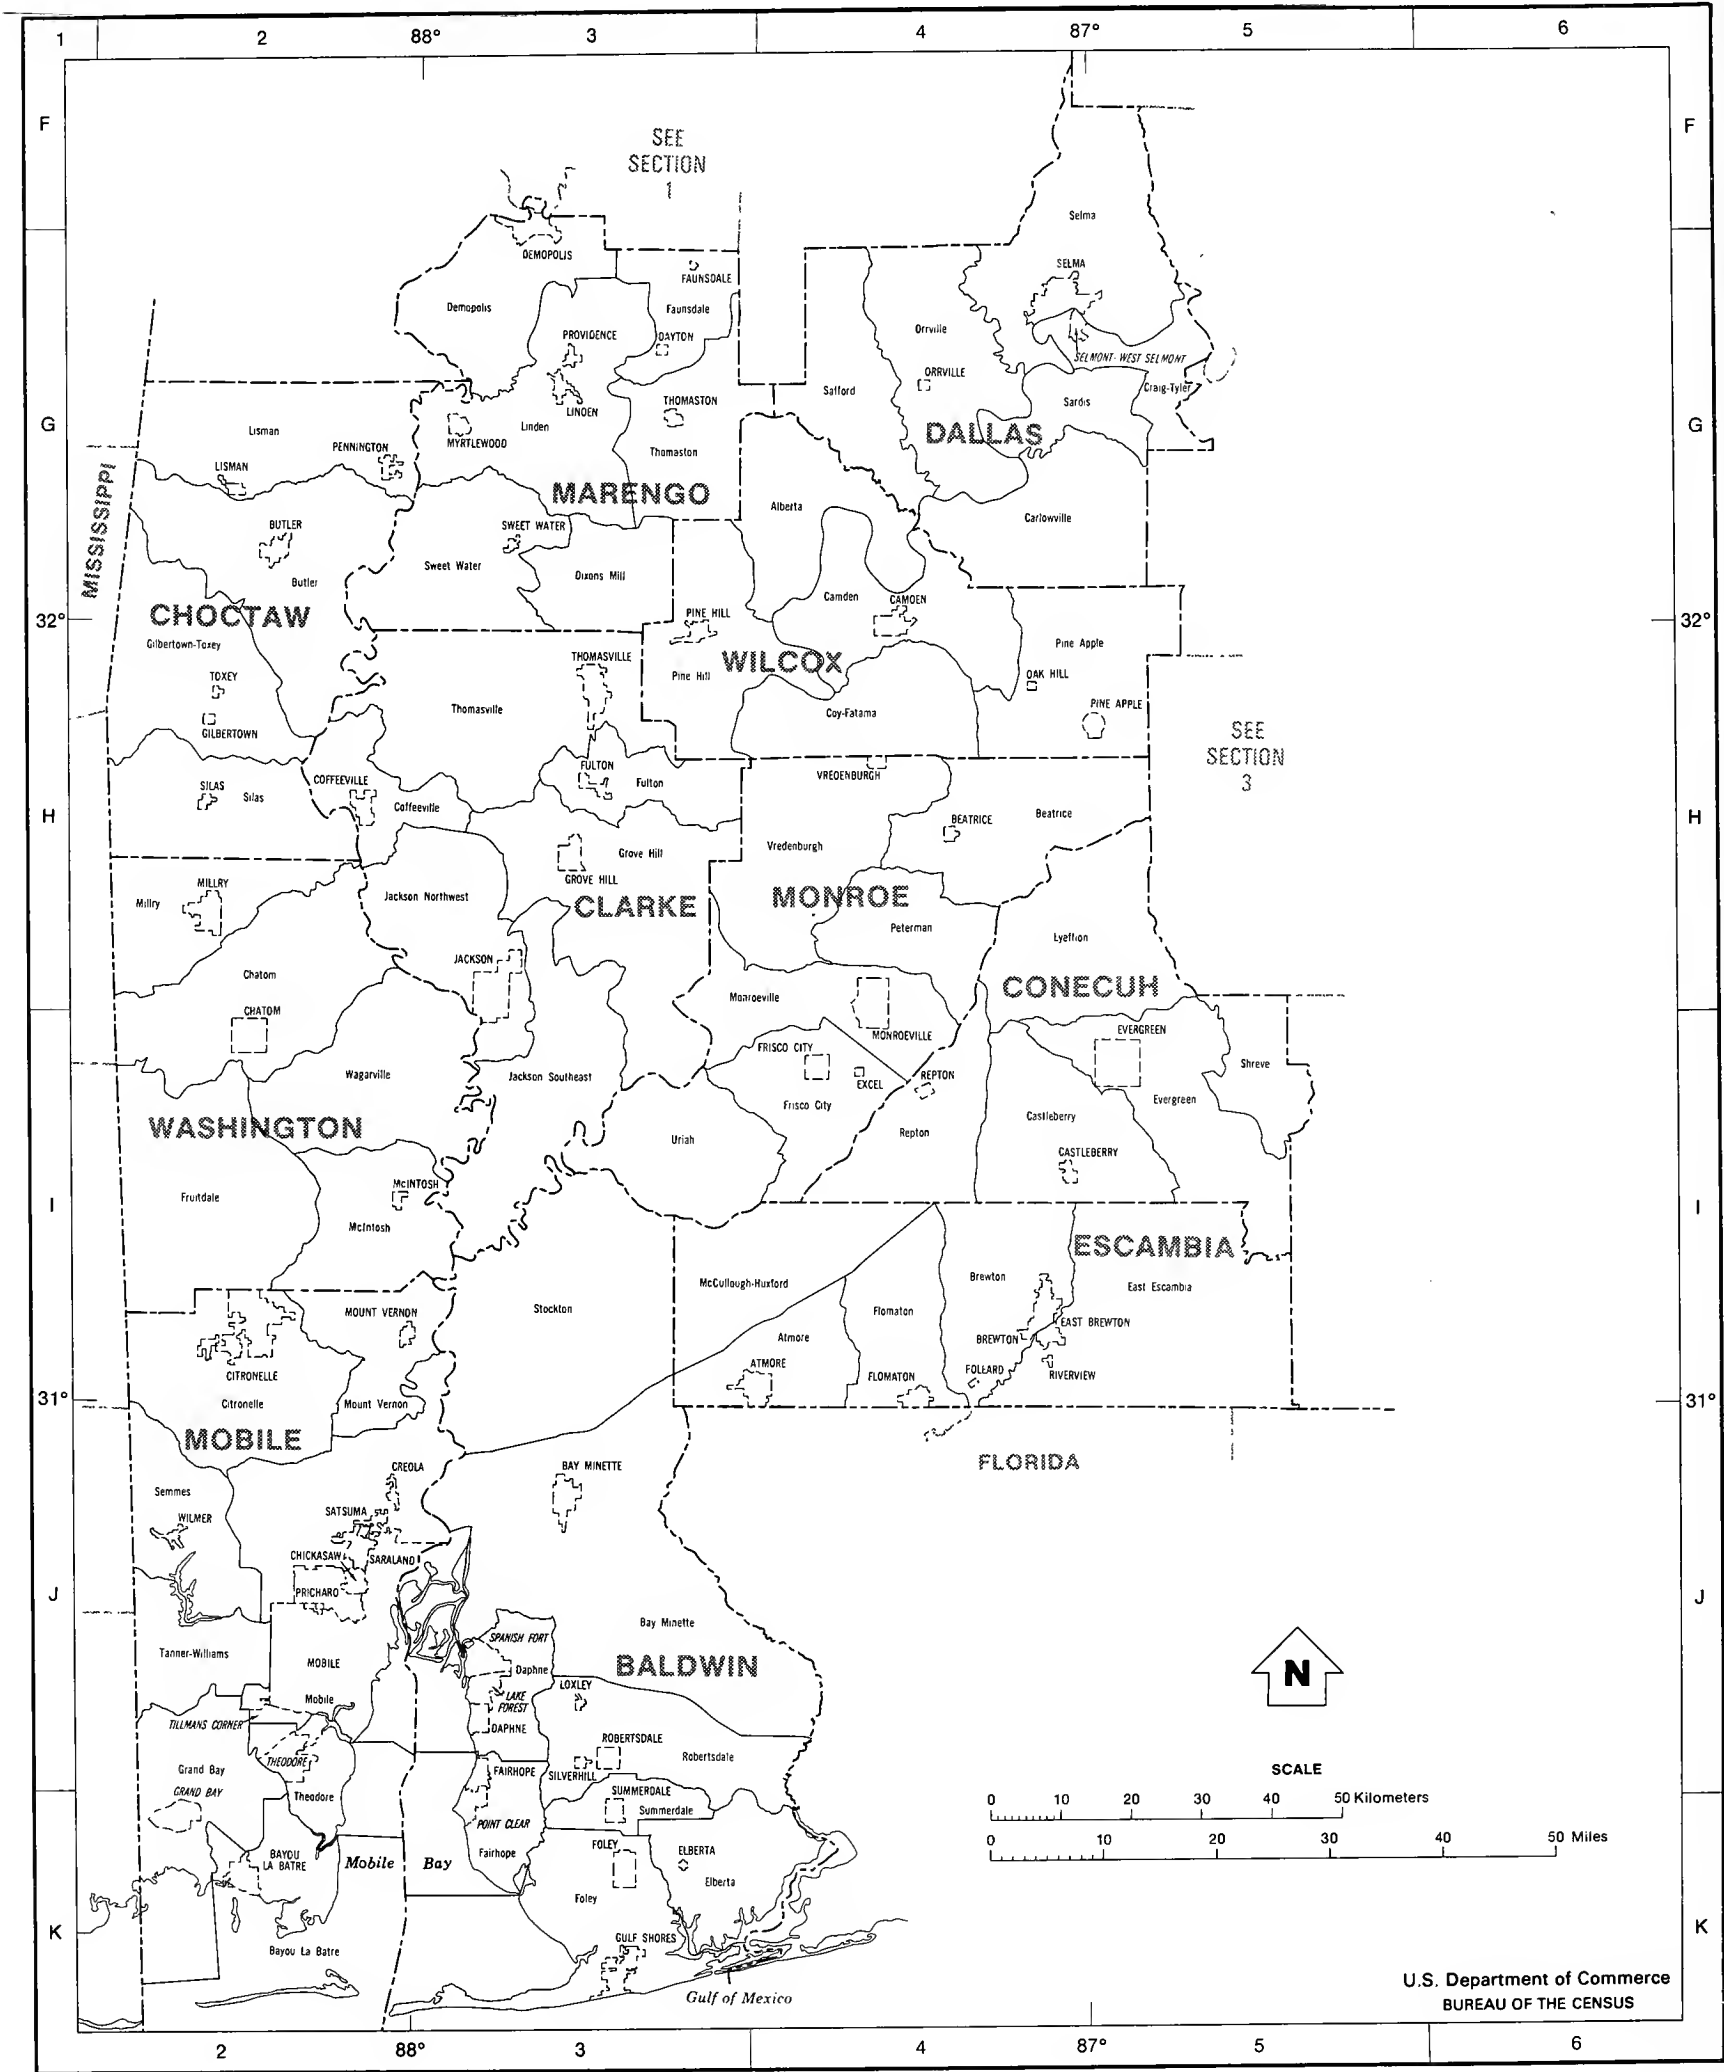 1 2 88° 3 4 87° 5 6
F
F
SEE
SECTION
1
Selma
DEMOPOLIS
SELMA
FAUNSDALE
Demopolis
Faunsdale
Orrville
PROVIDENCE
DAYTON
SELMONT-WEST SELMONT
ORRVILLE
Safford
Craig-Tyler
Sardis
LINDEN
THOMASTON
G
G
Lisman
MYRTLEWOOD
Linden
DALLAS
PENNINGTON
Thomaston
LISMAN
MARENGO
MISSISSIPPI
Alberta
Carlowville
BUTLER
SWEET WATER
Sweet Water
Dixons Mill
Butler
Camden
CAMDEN
CHOCTAW
PINE HILL
32°
32°
Gilbertown-Toxey
Pine Apple
THOMASVILLE
WILCOX
TOXEY
Pine Hill
OAK HILL
PINE APPLE
Thomasville
Coy-Fatama
GILBERTOWN
SEE
SECTION
3
FULTON
VREDENBURGH
COFFEEVILLE
SILAS
Silas
Fulton
Coffeeville
BEATRICE
Beatrice
H
H
Vredenburgh
Grove Hill
GROVE HILL
MILLRY
Millry
Jackson Northwest
CLARKE
MONROE
Peterman
Lyeffion
JACKSON
Chatom
CONECUH
Monroeville
CHATOM
MONROEVILLE
EVERGREEN
FRISCO CITY
Shreve
Wagarville
Jackson Southeast
EXCEL
REPTON
Evergreen
Frisco City
Castleberry
WASHINGTON
Uriah
Repton
CASTLEBERRY
McINTOSH
Fruitdale
I
I
McIntosh
ESCAMBIA
McCullough-Huxford
Brewton
East Escambia
Stockton
MOUNT VERNON
Flomaton
EAST BREWTON
Atmore
BREWTON
ATMORE
CITRONELLE
FLOMATON
POLLARD
RIVERVIEW
31°
31°
Citronelle
Mount Vernon
MOBILE
FLORIDA
CREOLA
BAY MINETTE
Semmes
SATSUMA
WILMER
CHICKASAW
SARALAND
PRICHARD
J
J
Bay Minette
SPANISH FORT
Tanner-Williams
MOBILE
BALDWIN
Daphne
N
LOXLEY
Mobile
LAKE
FOREST
TILLMANS CORNER
DAPHNE
ROBERTSDALE
Robertsdale
THEODORE
Grand Bay
FAIRHOPE
SILVERHILL
SCALE
GRAND BAY
Theodore
SUMMERDALE
Summerdale
0 10 20 30 40 50 Kilometers
POINT CLEAR
0 10 20 30 40 50 Miles
FOLEY
ELBERTA
Fairhope
BAYOU
LA BATRE
Mobile Bay
Elberta
Foley
K
K
GULF SHORES
Bayou La Batre
Gulf of Mexico
U.S. Department of Commerce
BUREAU OF THE CENSUS
2 88° 3 4 87° 5 6